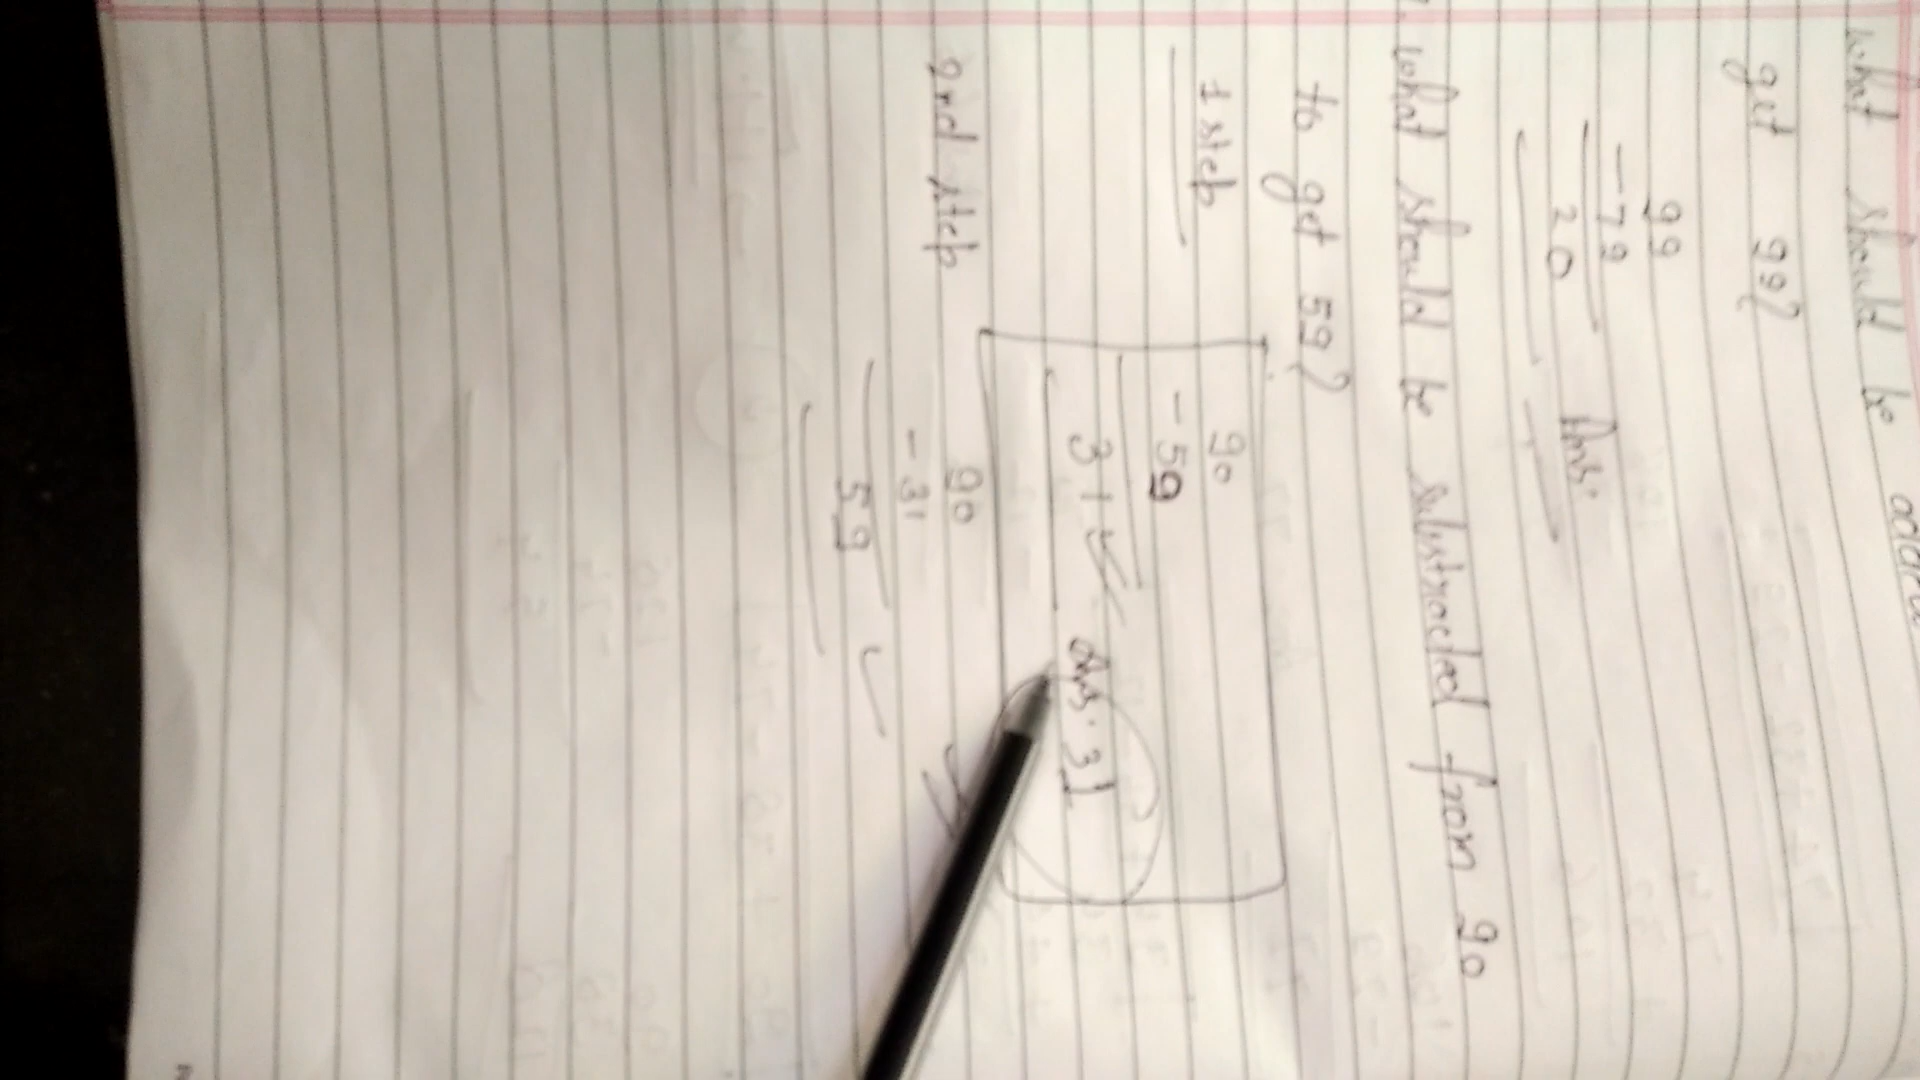 what should be added
get 99?
99
-79
20 Ans.
what should be substracted from 90
to get 59?
1 step
90
-59
31 Ans. 31
2nd step
90
-31
59